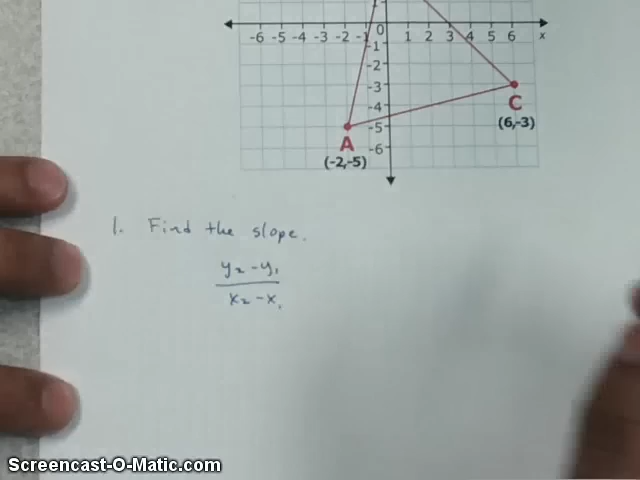 0
-6 -5 -4 -3 -2 -1 1 2 3 4 5 6 x
-1
-2
-3
-4
-5
-6
C
(6,-3)
A
(-2,-5)
1. Find the slope.
y₂ - y₁
x₂ - x₁
Screencast-O-Matic.com